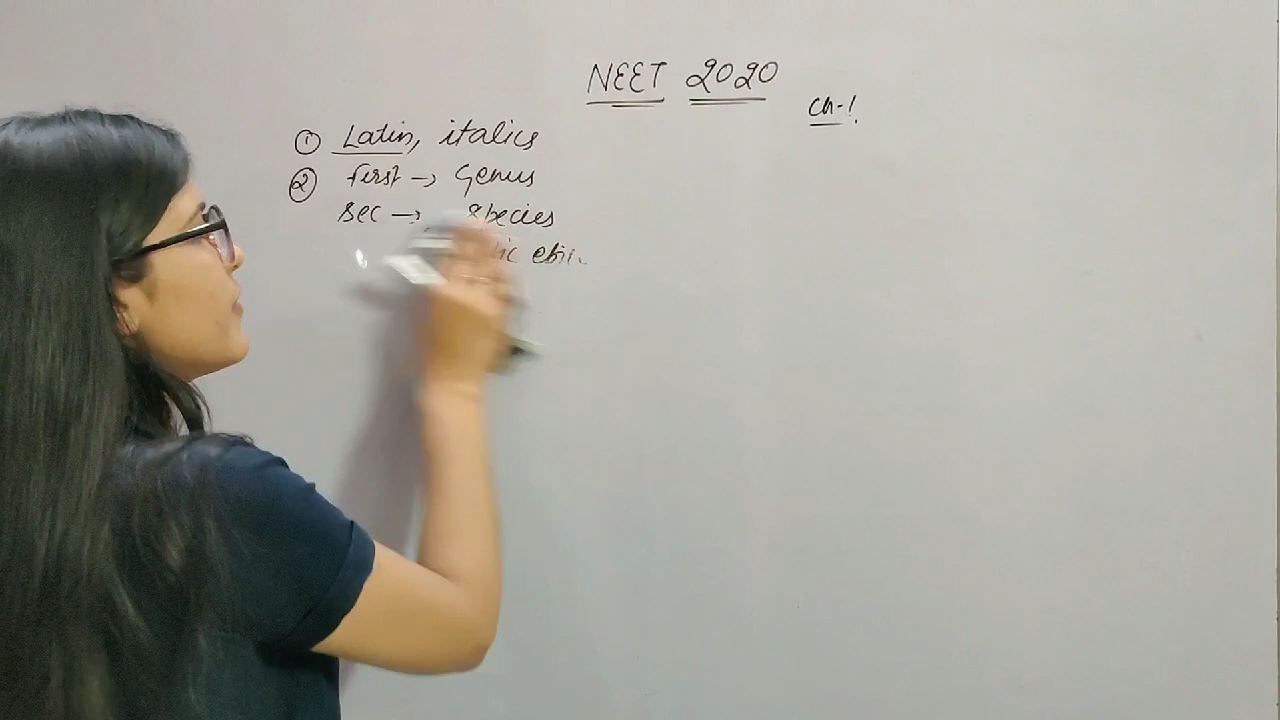 NEET 2020
Ch-1.
① Latin, italics
② first → Genus
Sec → species